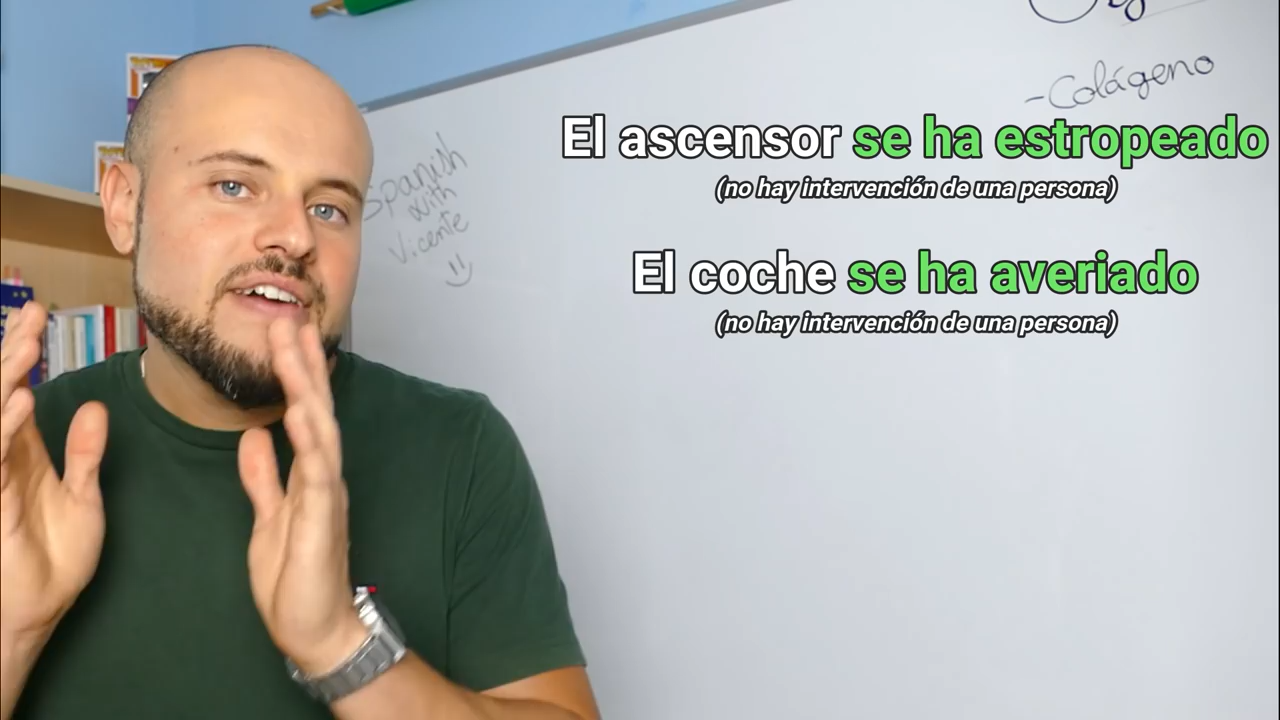 -Colágeno
El ascensor se ha estropeado
(no hay intervención de una persona)
El coche se ha averiado
(no hay intervención de una persona)
Spanish
with
Vicente